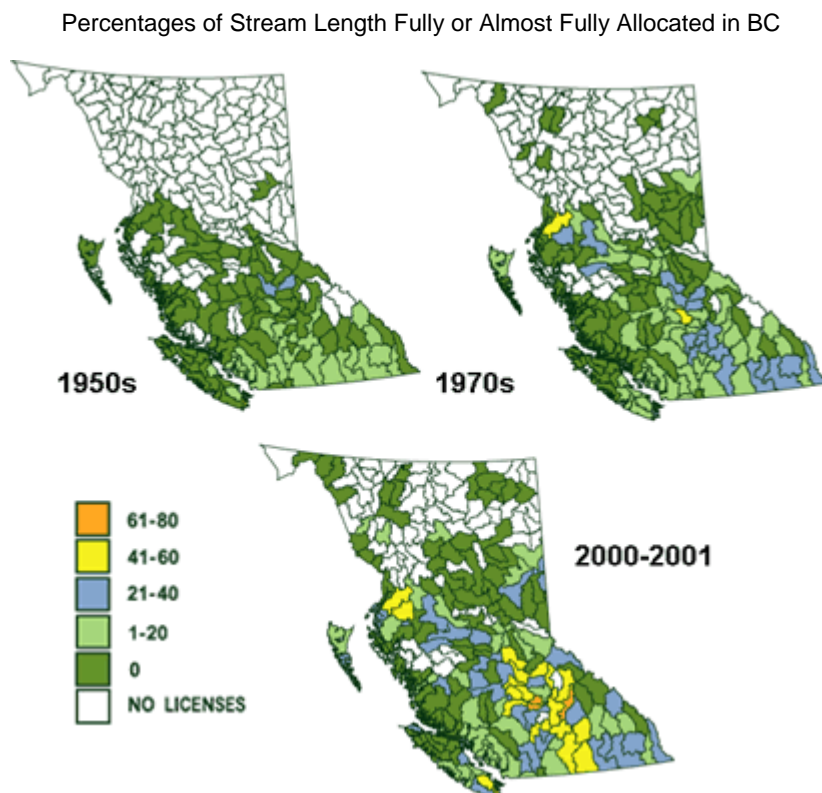 Percentages of Stream Length Fully or Almost Fully Allocated in BC
1950s
1970s
2000-2001
61-80
41-60
21-40
1-20
0
NO LICENSES